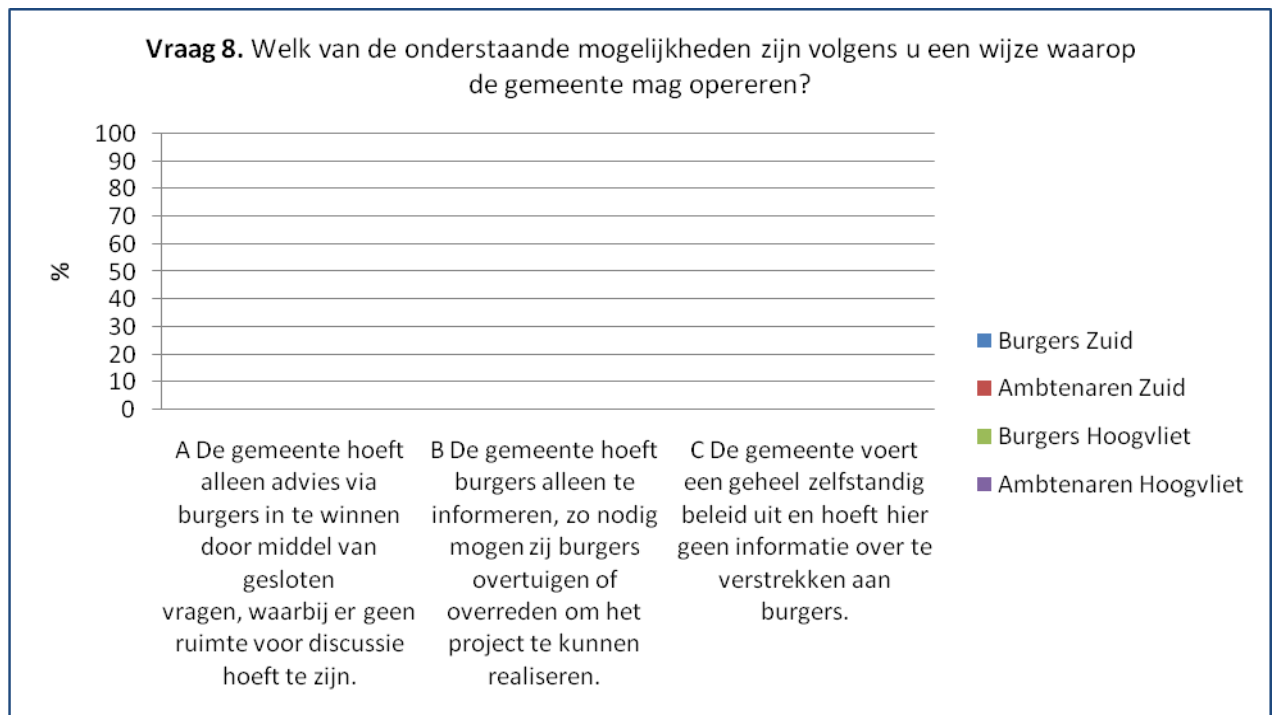 Vraag 8. Welk van de onderstaande mogelijkheden zijn volgens u een wijze waarop
de gemeente mag opereren?
100
90
80
70
60
50
40
30
20
10
0
%
A De gemeente hoeft
alleen advies via
burgers in te winnen
door middel van
gesloten
vragen, waarbij er geen
ruimte voor discussie
hoeft te zijn.
B De gemeente hoeft
burgers alleen te
informeren, zo nodig
mogen zij burgers
overtuigen of
overreden om het
project te kunnen
realiseren.
C De gemeente voert
een geheel zelfstandig
beleid uit en hoeft hier
geen informatie over te
verstrekken aan
burgers.
Burgers Zuid
Ambtenaren Zuid
Burgers Hoogvliet
Ambtenaren Hoogvliet